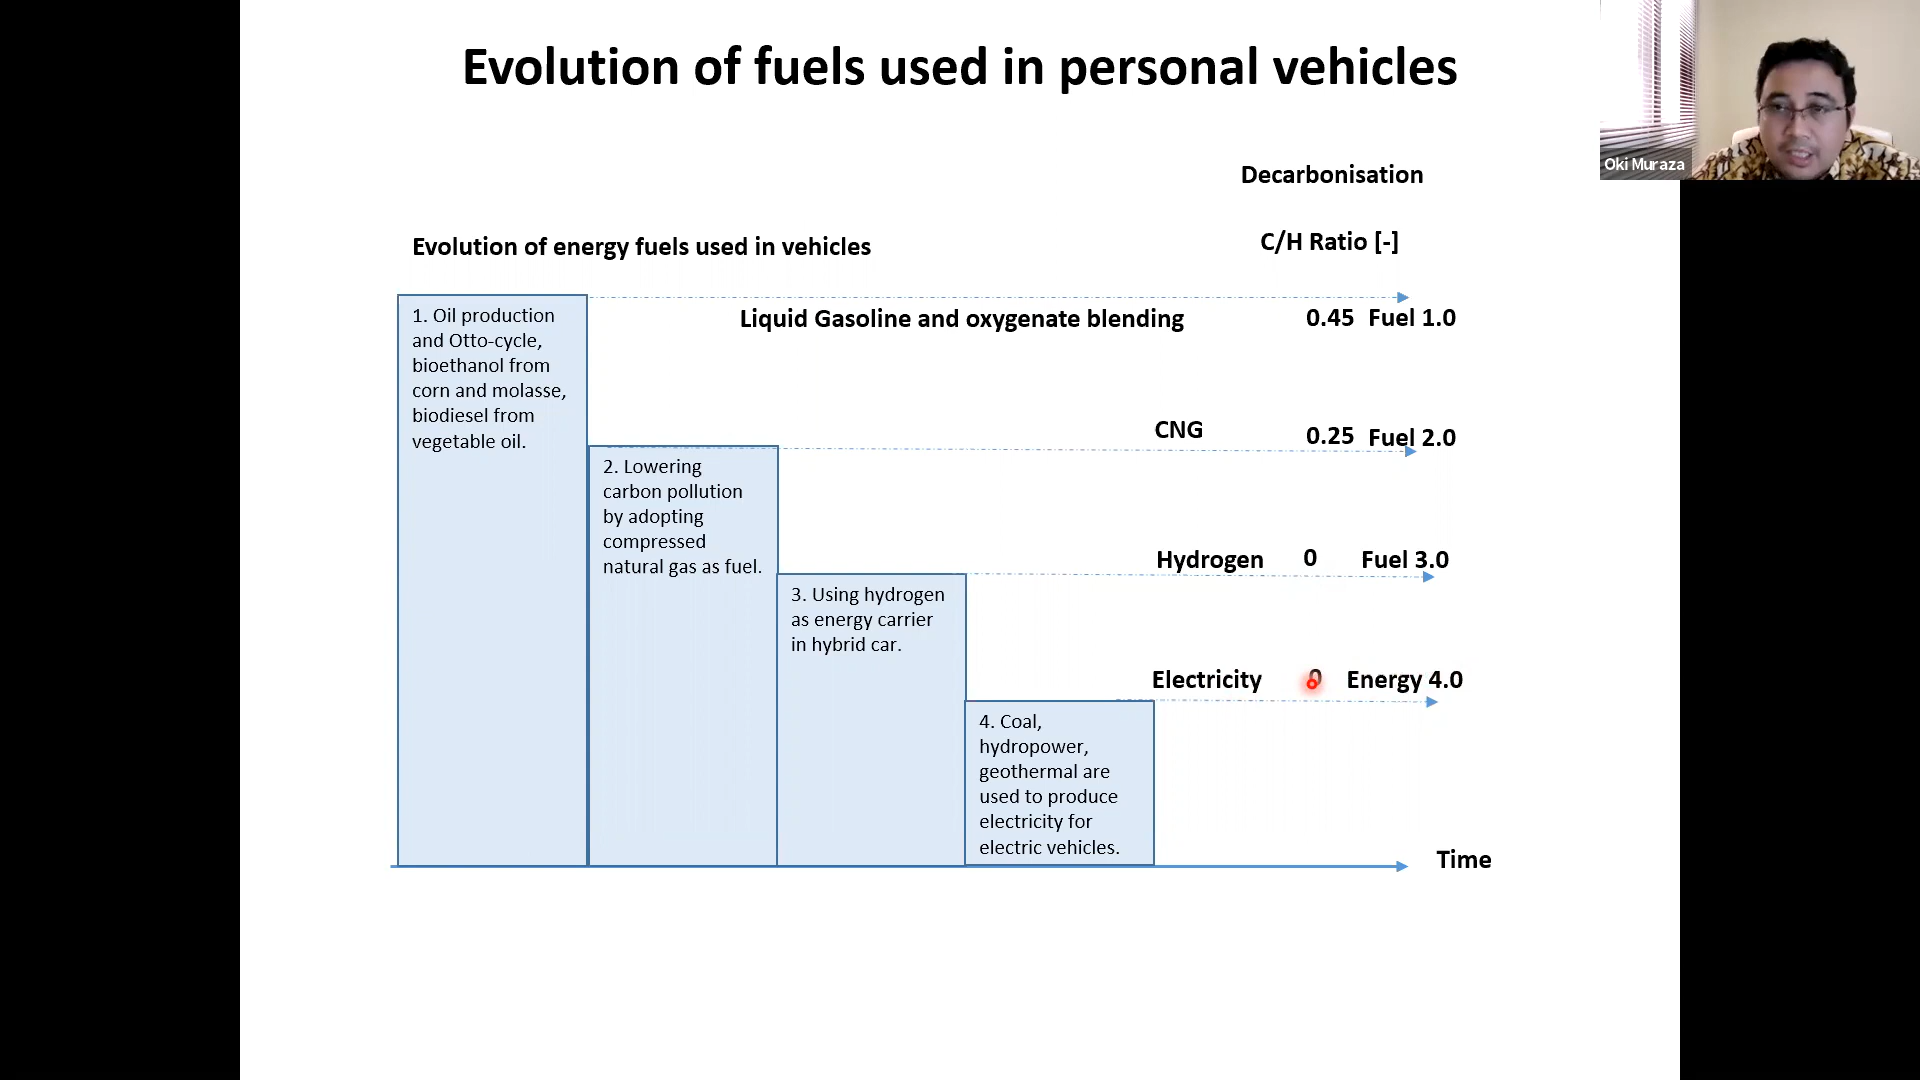 Evolution of fuels used in personal vehicles
Oki Muraza
Decarbonisation
Evolution of energy fuels used in vehicles
C/H Ratio [-]
1. Oil production
and Otto-cycle,
bioethanol from
corn and molasse,
biodiesel from
vegetable oil.
Liquid Gasoline and oxygenate blending 0.45 Fuel 1.0
CNG 0.25 Fuel 2.0
2. Lowering
carbon pollution
by adopting
compressed
natural gas as fuel.
Hydrogen 0 Fuel 3.0
3. Using hydrogen
as energy carrier
in hybrid car.
Electricity 0 Energy 4.0
4. Coal,
hydropower,
geothermal are
used to produce
electricity for
electric vehicles.
Time